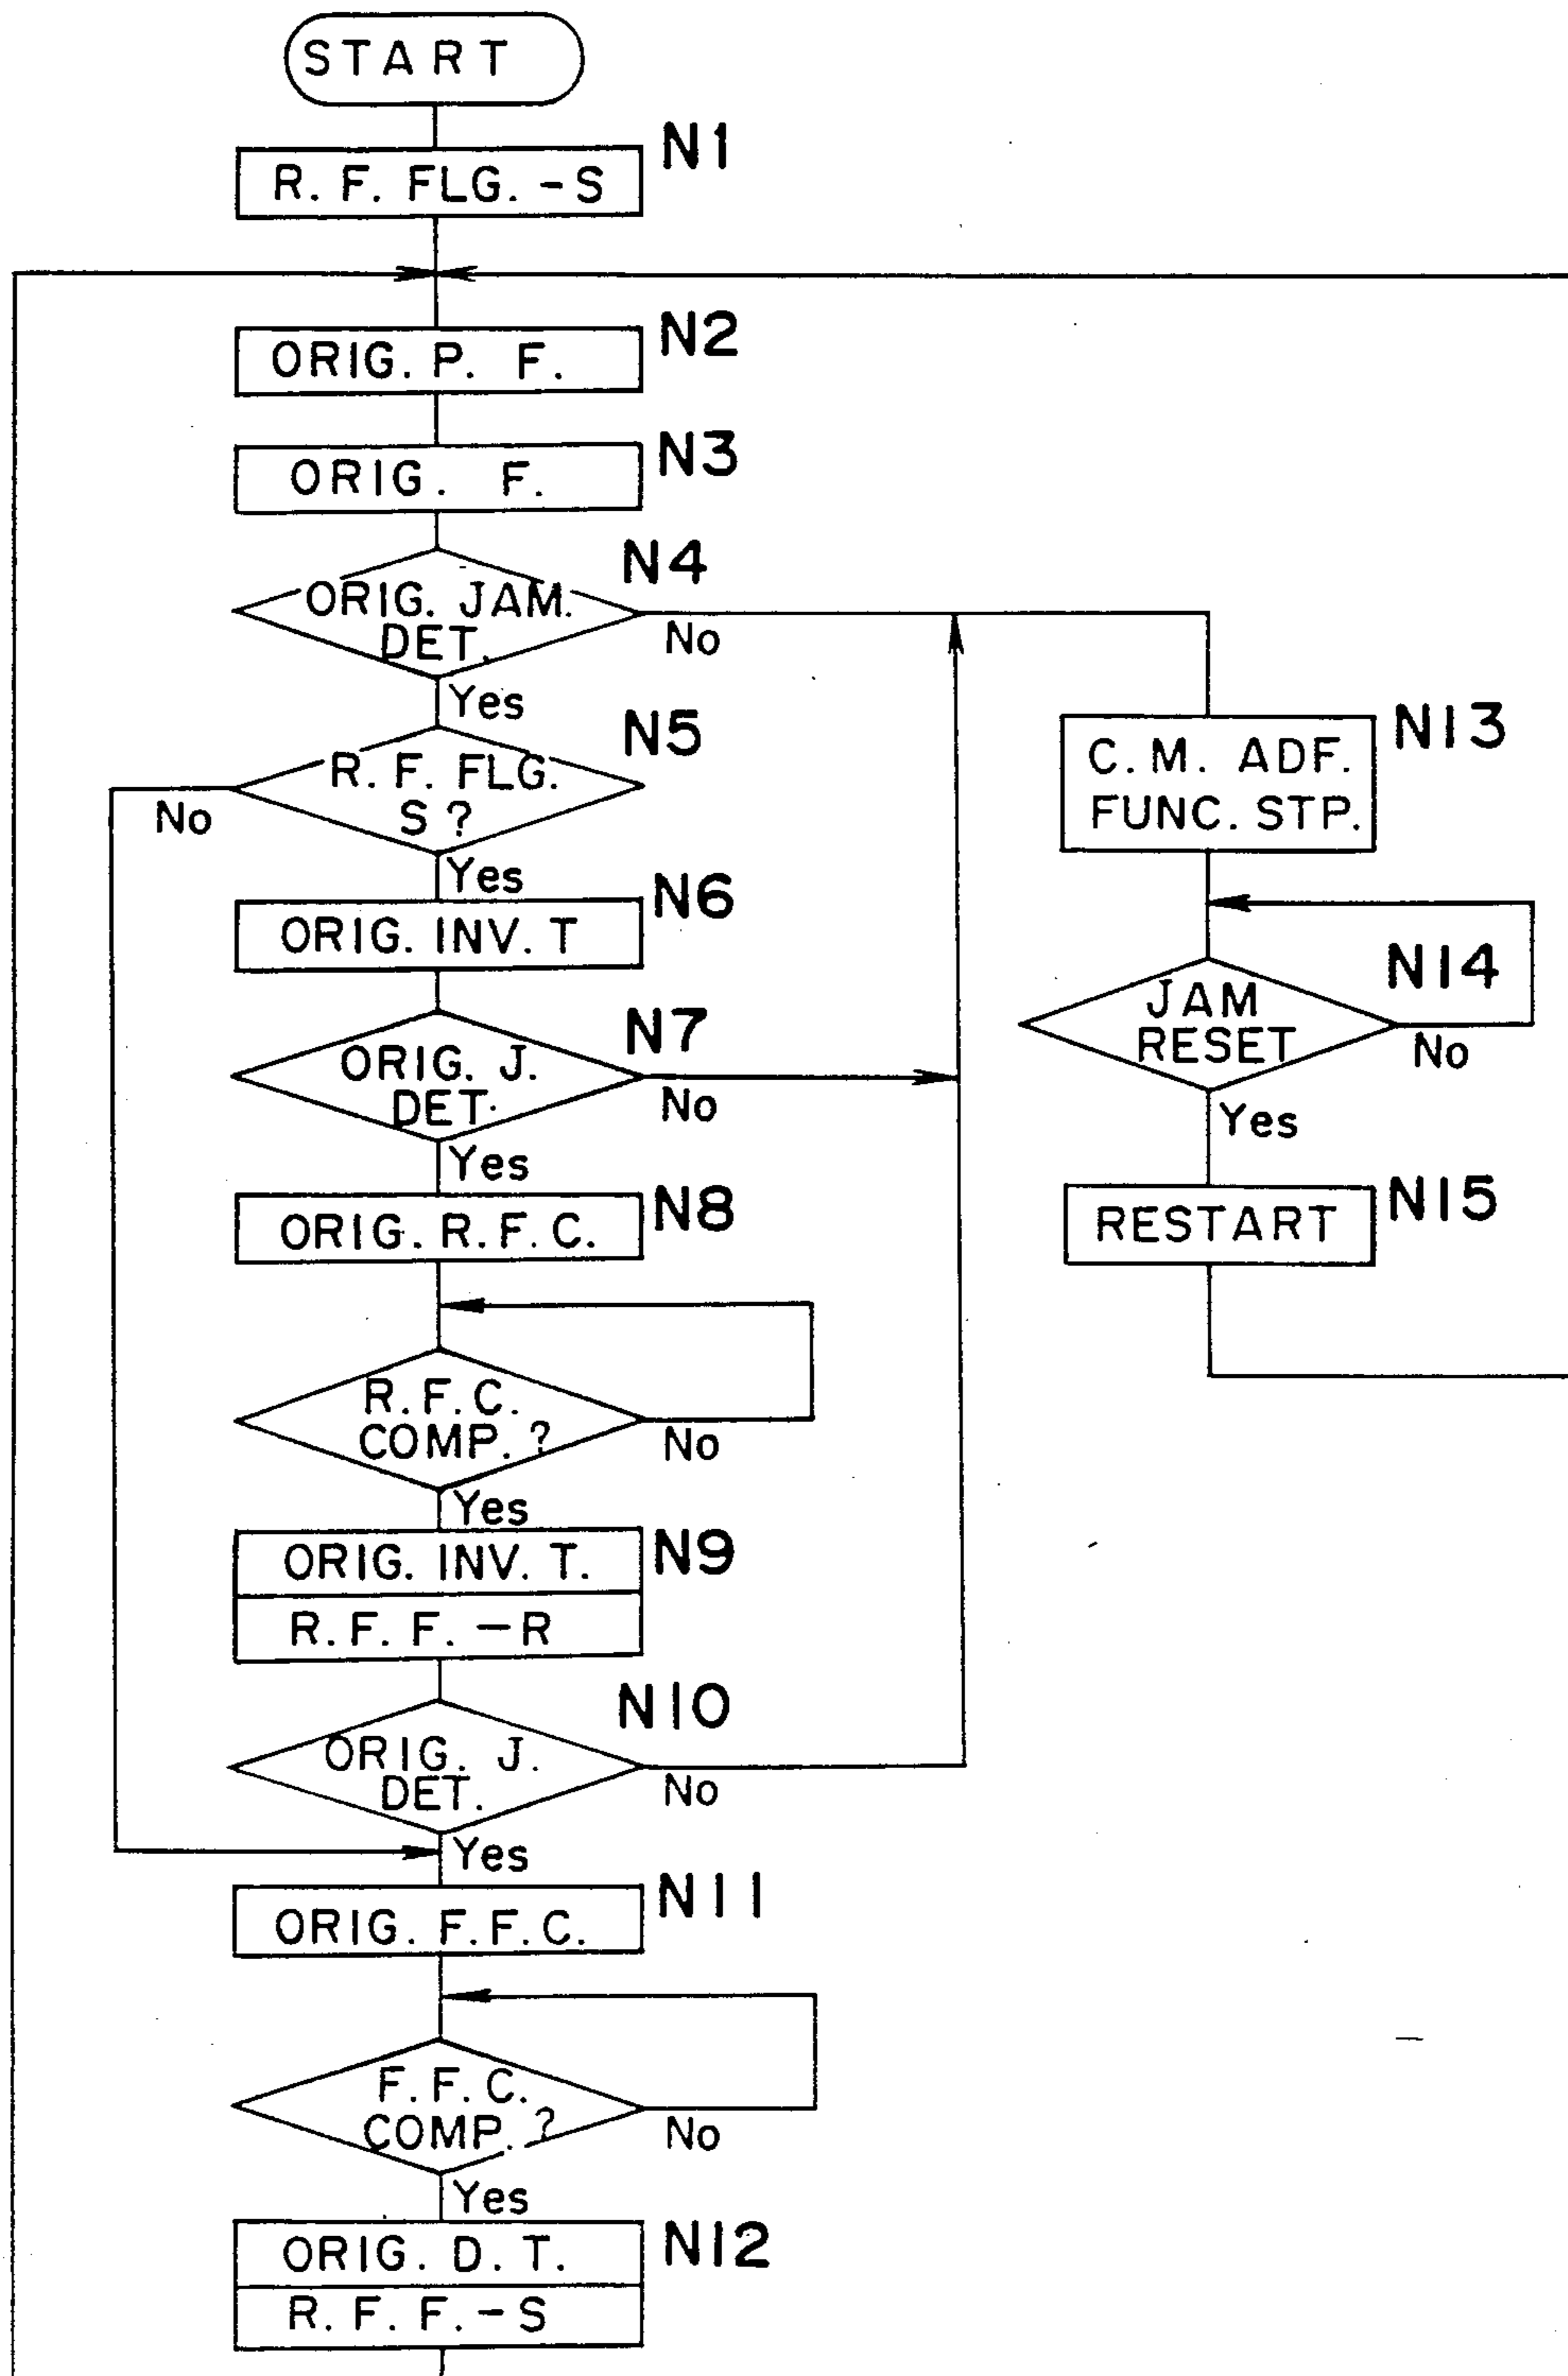 START
N1
R. F. FLG. -S
N2
ORIG. P. F.
N3
ORIG. F.
N4
ORIG. JAM.
DET.
No
Yes
N5
R. F. FLG.
S ?
No
Yes
N6
ORIG. INV. T
N7
ORIG. J.
DET.
No
Yes
N8
ORIG. R.F.C.
R.F.C.
COMP. ?
No
Yes
N9
ORIG. INV. T.
R.F. F. -R
N10
ORIG. J.
DET.
No
Yes
N11
ORIG. F.F.C.
F.F.C.
COMP. ?
No
Yes
N12
ORIG. D. T.
R. F. F. -S
N13
C.M. ADF.
FUNC. STP.
N14
JAM
RESET
No
Yes
N15
RESTART